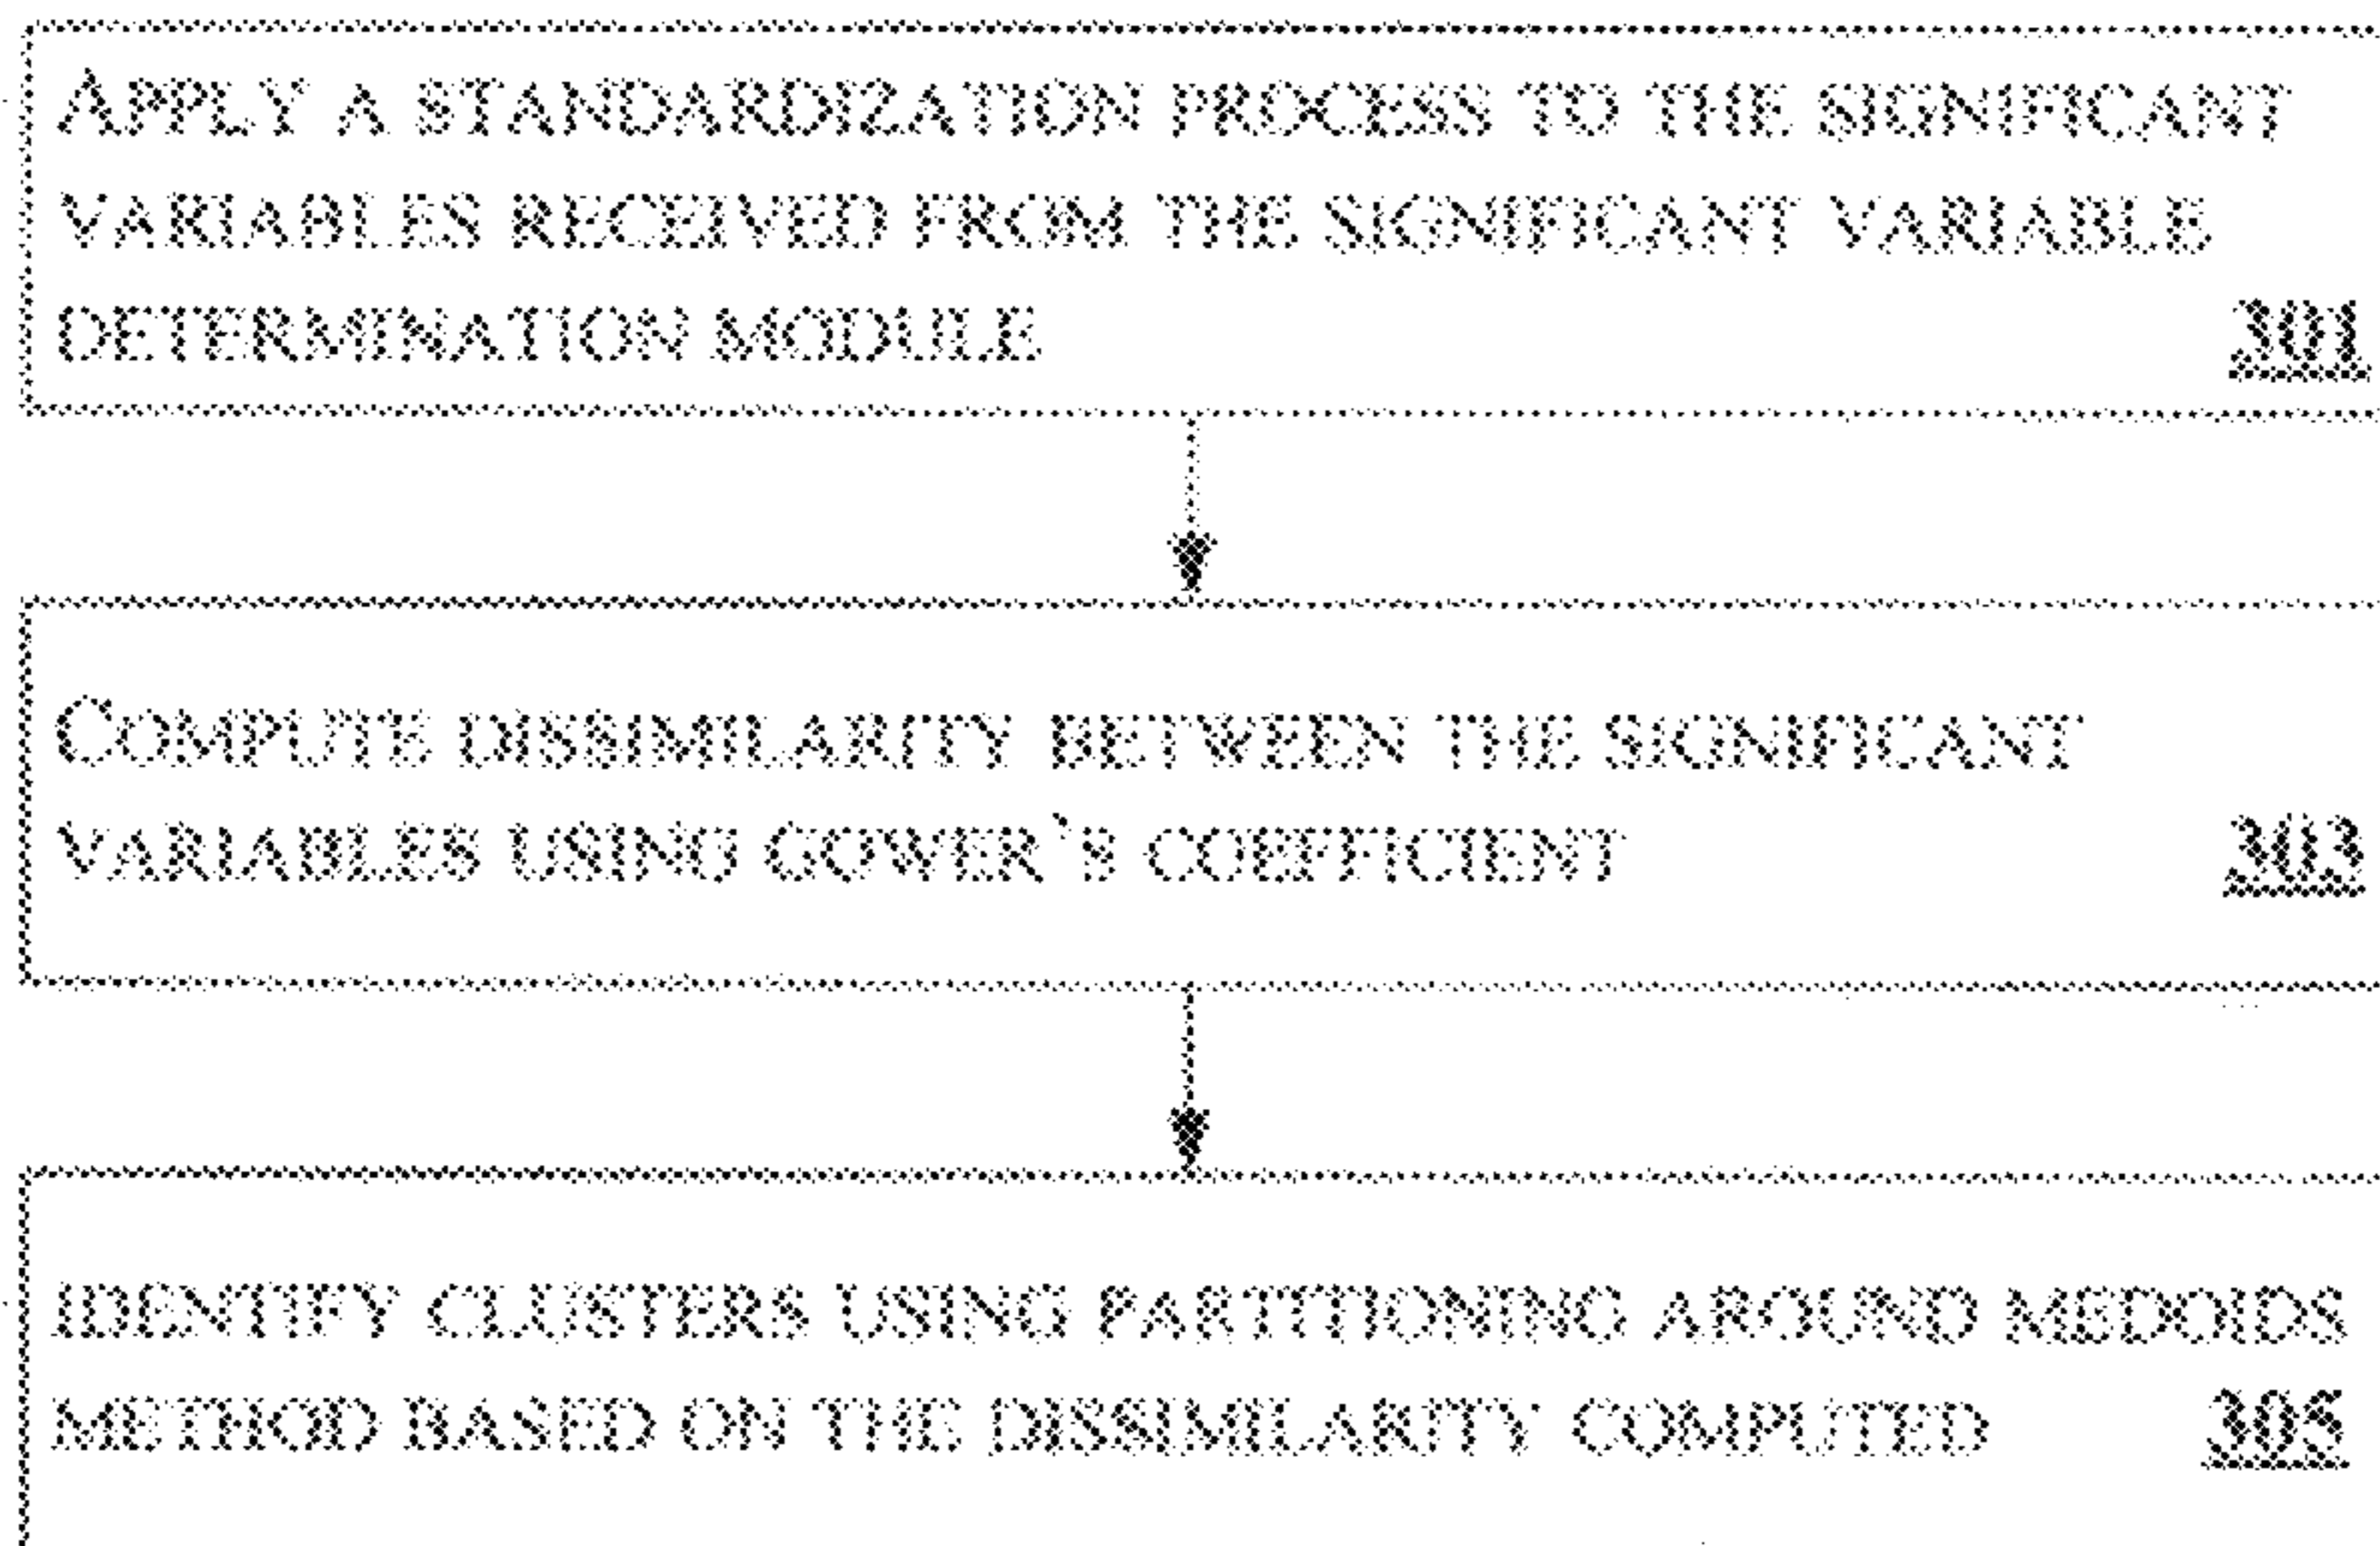 APPLY A STANDARDIZATION PROCESS TO THE SIGNIFICANT
VARIABLES RECEIVED FROM THE SIGNIFICANT VARIABLE
DETERMINATION MODULE 301
COMPUTE DISSIMILARITY BETWEEN THE SIGNIFICANT
VARIABLES USING GOWER'S COEFFICIENT 303
IDENTIFY CLUSTERS USING PARTITIONING AROUND MEDOIDS
METHOD BASED ON THE DISSIMILARITY COMPUTED 305